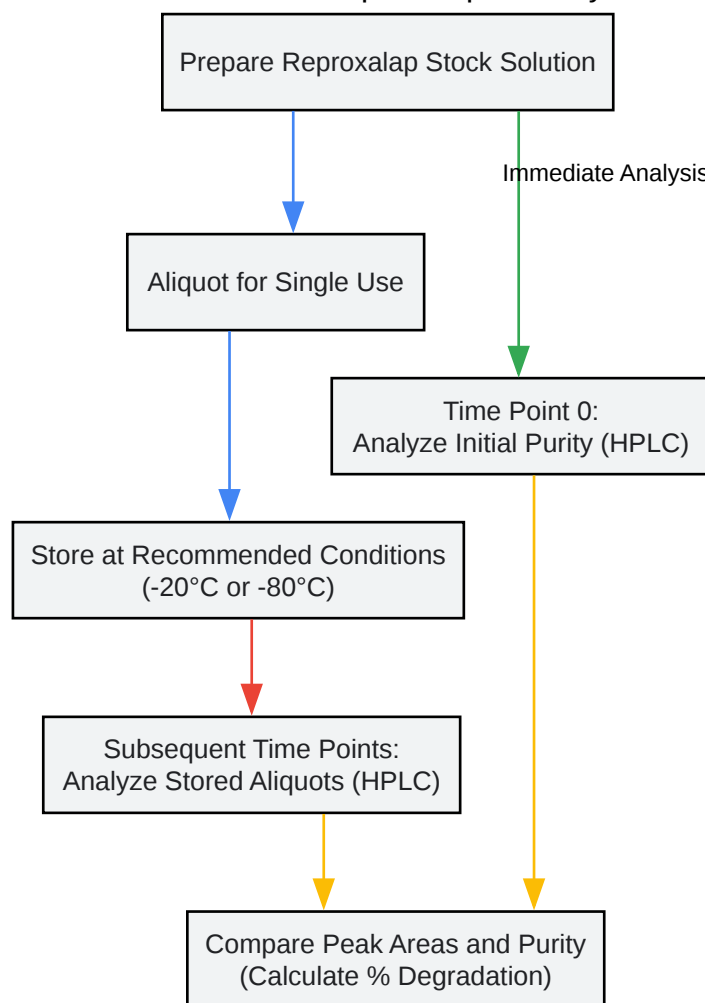 Prepare Reproxalap Stock Solution
Immediate Analysis
Aliquot for Single Use
Time Point 0:
Analyze Initial Purity (HPLC)
Store at Recommended Conditions
(-20°C or -80°C)
Subsequent Time Points:
Analyze Stored Aliquots (HPLC)
Compare Peak Areas and Purity
(Calculate % Degradation)